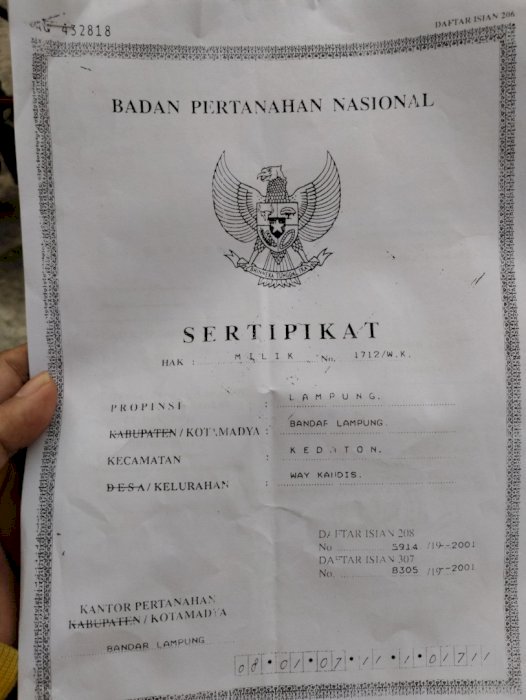 432818
DAFTAR ISIAN 206
BADAN PERTANAHAN NASIONAL
SERTIPIKAT
HAK : MILIK No. 1712/W.K.
PROPINSI : LAMPUNG.
KABUPATEN / KOTAMADYA : BANDAR LAMPUNG.
KECAMATAN : KEDATON.
DESA / KELURAHAN : WAY KANDIS.
DAFTAR ISIAN 208
No. 5914 /19-2001
DAFTAR ISIAN 307
No. 8305 /19-2001
KANTOR PERTANAHAN
KABUPATEN / KOTAMADYA
BANDAR LAMPUNG